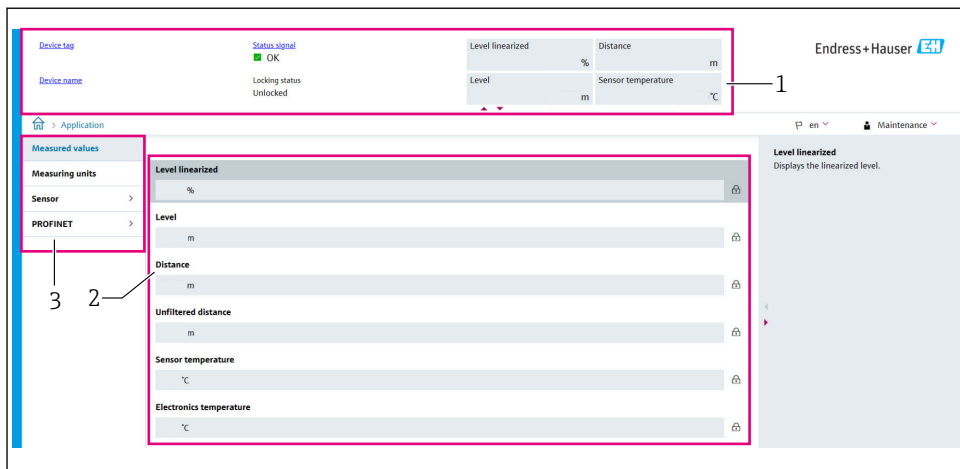 Device tag
Status signal
OK
Device name
Locking status
Unlocked
Level linearized
%
Distance
m
Level
m
Sensor temperature
°C
Endress+Hauser EH
1
> Application
en
Maintenance
Measured values
Measuring units
Sensor >
PROFINET >
3
2
Level linearized
%
Level
m
Distance
m
Unfiltered distance
m
Sensor temperature
°C
Electronics temperature
°C
Level linearized
Displays the linearized level.